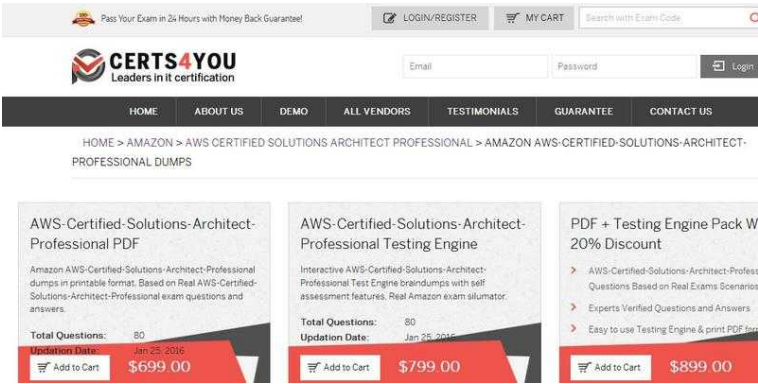 Pass Your Exam in 24 Hours with Money Back Guarantee!
LOGIN/REGISTER
MY CART
Search with Exam Code
CERTS4YOU
Leaders in it certification
Email
Password
Login
HOME
ABOUT US
DEMO
ALL VENDORS
TESTIMONIALS
GUARANTEE
CONTACT US
HOME > AMAZON > AWS CERTIFIED SOLUTIONS ARCHITECT PROFESSIONAL > AMAZON AWS-CERTIFIED-SOLUTIONS-ARCHITECT-
PROFESSIONAL DUMPS
AWS-Certified-Solutions-Architect-
Professional PDF
Amazon AWS-Certified-Solutions-Architect-Professional
dumps in printable format. Based on Real AWS-Certified-
Solutions-Architect-Professional exam questions and
answers.
Total Questions: 80
Updation Date: Jan 25, 2016
Add to Cart
$699.00
AWS-Certified-Solutions-Architect-
Professional Testing Engine
Interactive AWS-Certified-Solutions-Architect-
Professional Test Engine braindumps with self
assessment features. Real Amazon exam silumator.
Total Questions: 80
Updation Date: Jan 25, 2016
Add to Cart
$799.00
PDF + Testing Engine Pack W
20% Discount
AWS-Certified-Solutions-Architect-Profess
Questions Based on Real Exams Scenarios
Experts Verified Questions and Answers
Easy to use Testing Engine & print PDF for
Add to Cart
$899.00